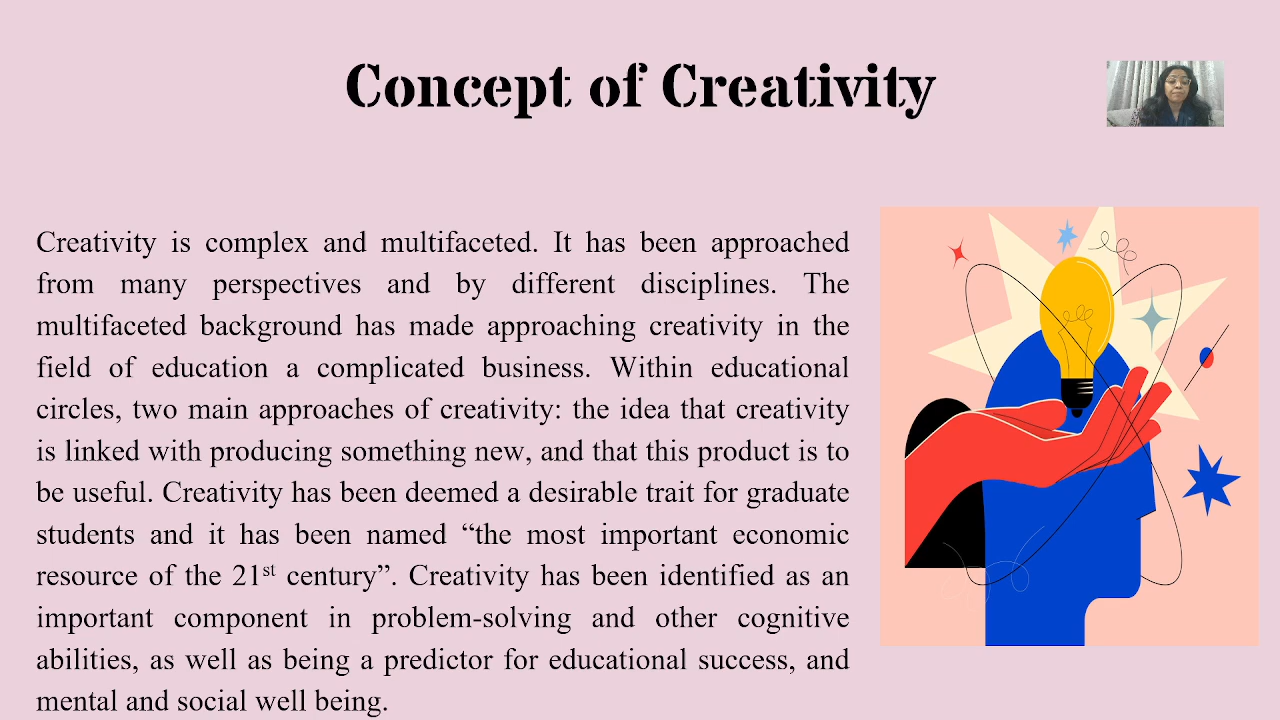 Concept of Creativity
Creativity is complex and multifaceted. It has been approached
from many perspectives and by different disciplines. The
multifaceted background has made approaching creativity in the
field of education a complicated business. Within educational
circles, two main approaches of creativity: the idea that creativity
is linked with producing something new, and that this product is to
be useful. Creativity has been deemed a desirable trait for graduate
students and it has been named “the most important economic
resource of the 21st century”. Creativity has been identified as an
important component in problem-solving and other cognitive
abilities, as well as being a predictor for educational success, and
mental and social well being.